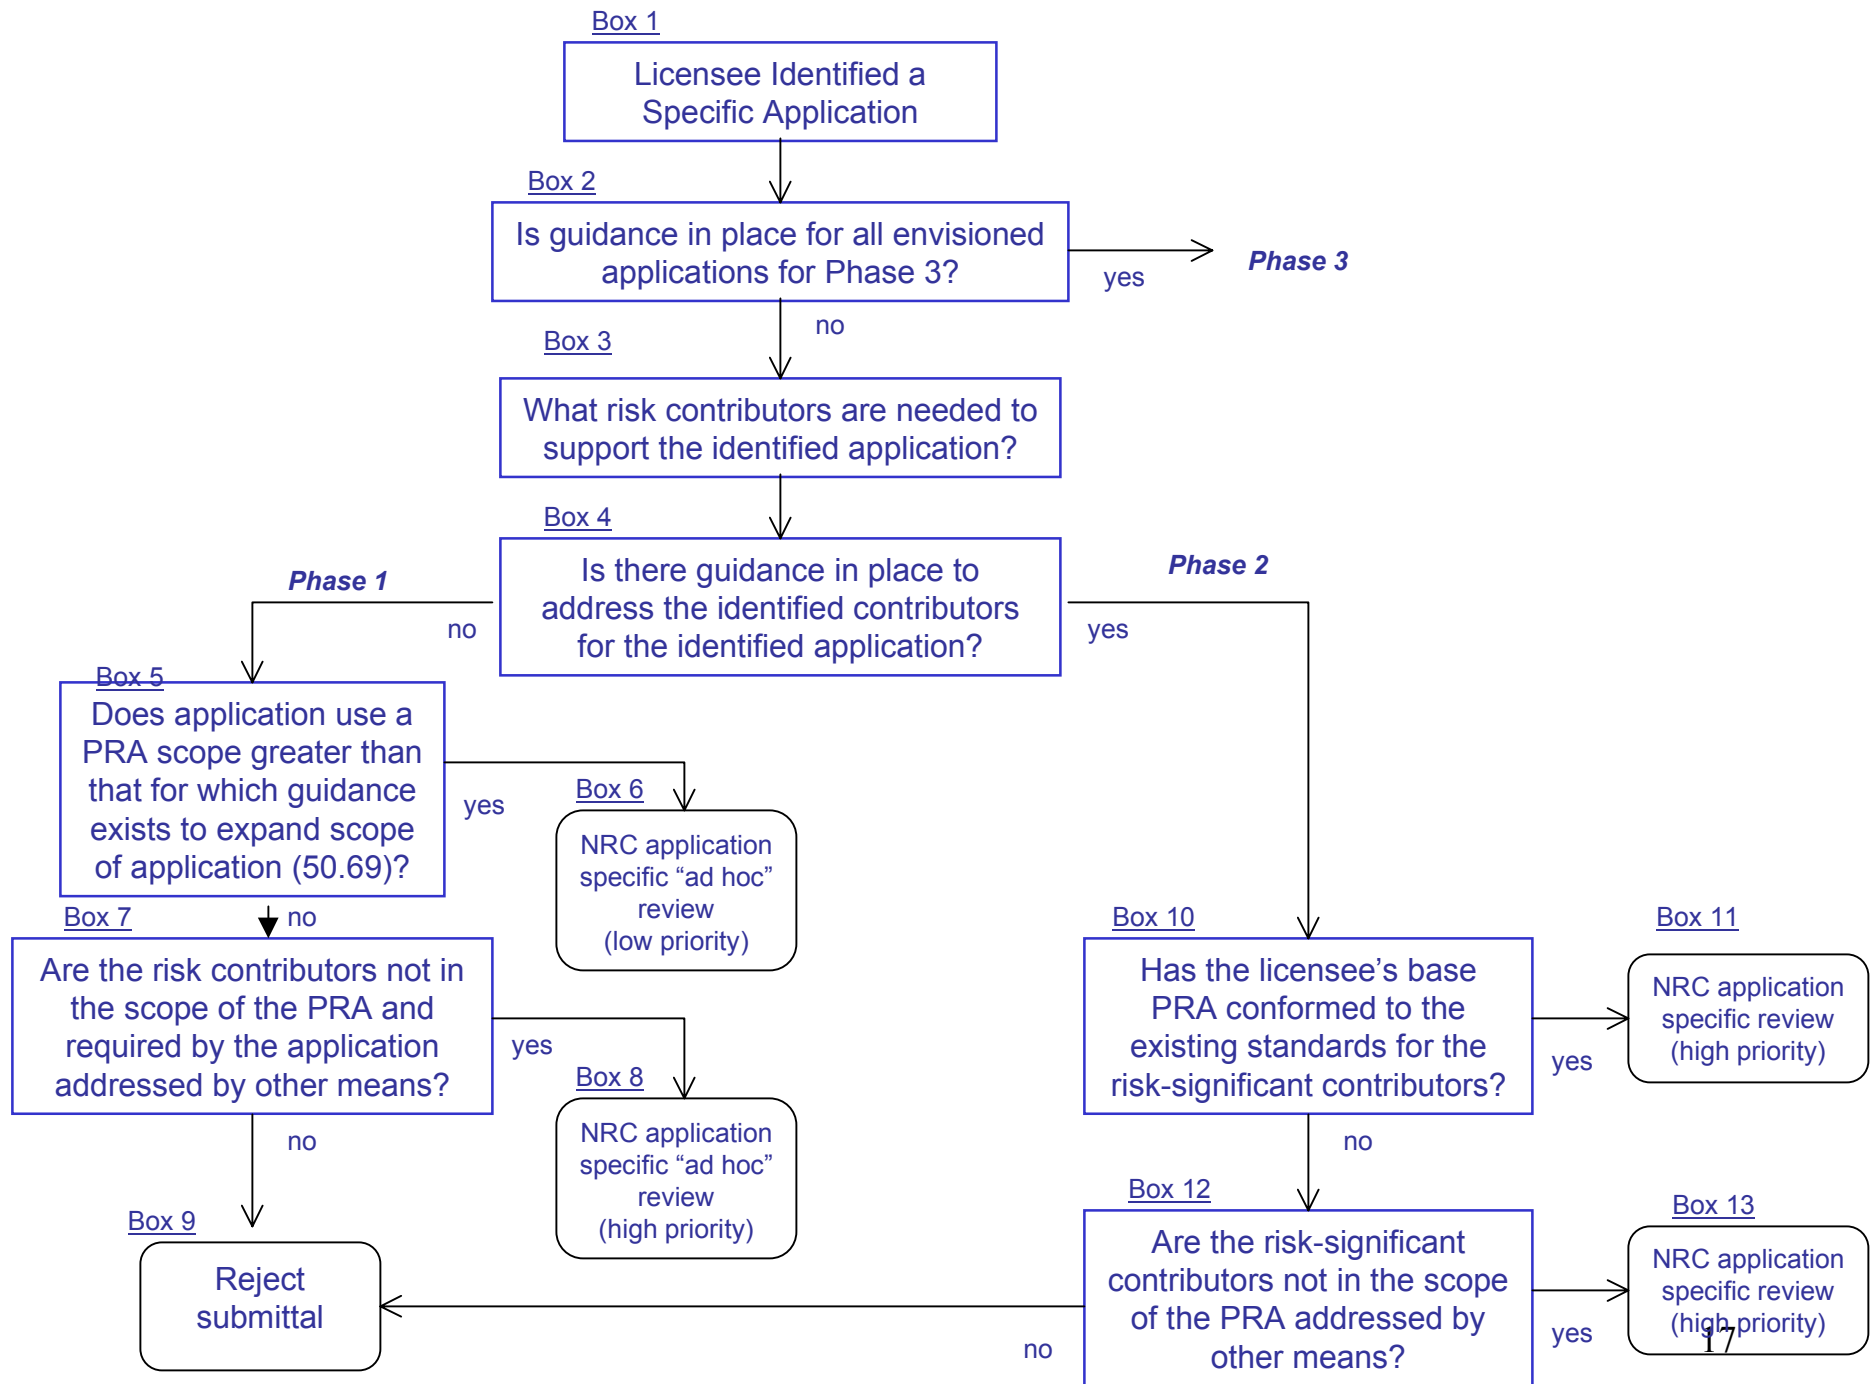 Box 1
Licensee Identified a
Specific Application
Box 2
Is guidance in place for all envisioned
applications for Phase 3?
yes
Phase 3
no
Box 3
What risk contributors are needed to
support the identified application?
Box 4
Is there guidance in place to
address the identified contributors
for the identified application?
Phase 1
no
Phase 2
yes
Box 5
Does application use a
PRA scope greater than
that for which guidance
exists to expand scope
of application (50.69)?
yes
Box 6
NRC application
specific “ad hoc”
review
(low priority)
no
Box 7
Are the risk contributors not in
the scope of the PRA and
required by the application
addressed by other means?
yes
Box 8
NRC application
specific “ad hoc”
review
(high priority)
no
Box 9
Reject
submittal
Box 10
Has the licensee’s base
PRA conformed to the
existing standards for the
risk-significant contributors?
yes
Box 11
NRC application
specific review
(high priority)
no
Box 12
Are the risk-significant
contributors not in the scope
of the PRA addressed by
other means?
no
yes
Box 13
NRC application
specific review
(high priority)
17